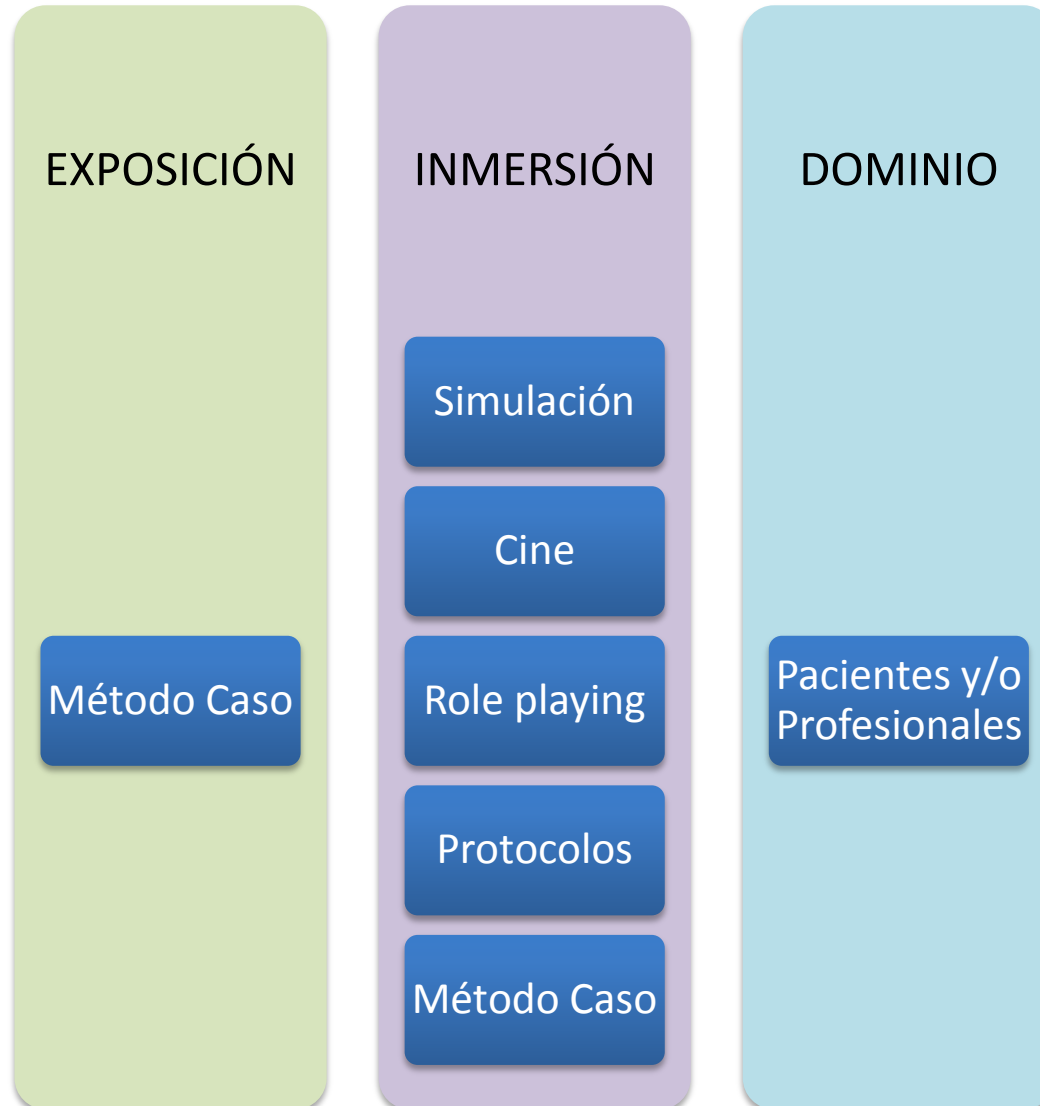 EXPOSICIÓN
Método Caso
INMERSIÓN
Simulación
Cine
Role playing
Protocolos
Método Caso
DOMINIO
Pacientes y/o
Profesionales